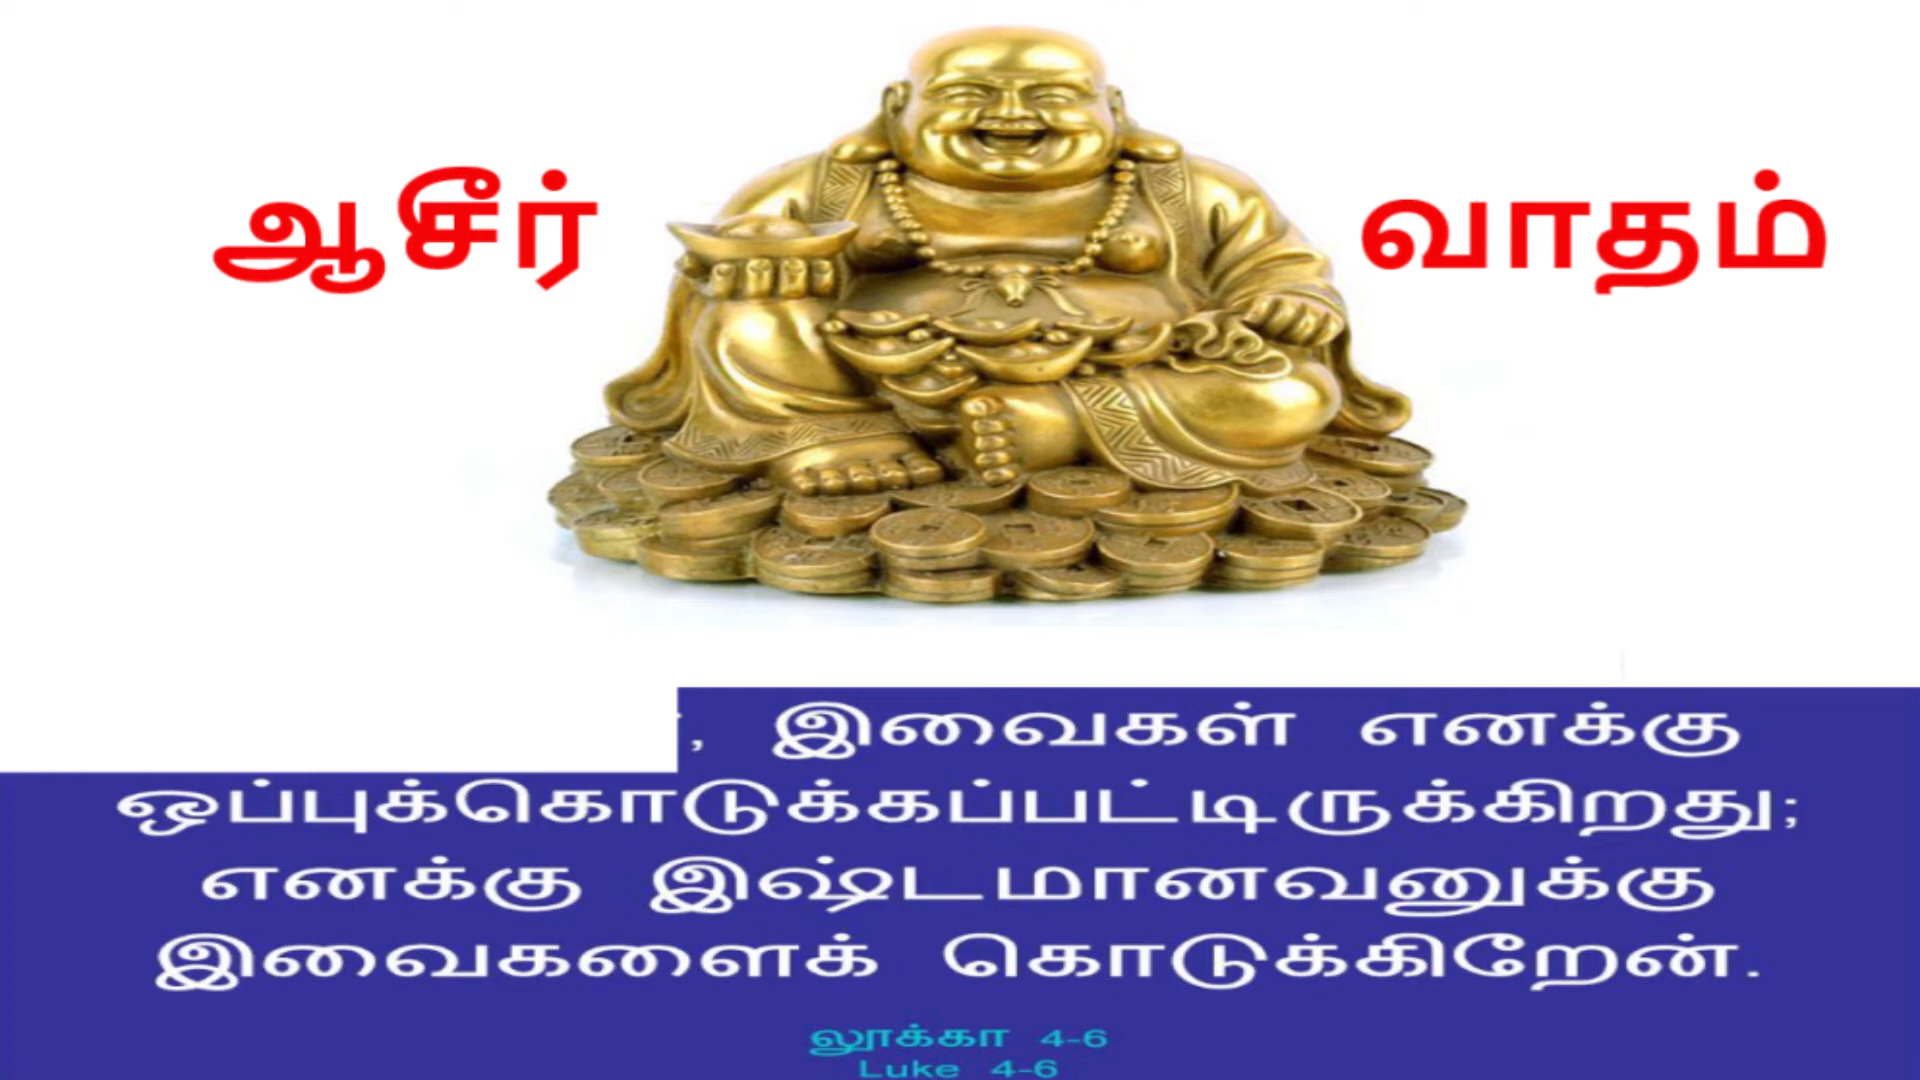 ஆசீர் வாதம்
, இவைகள் எனக்கு
ஒப்புக்கொடுக்கப்பட்டிருக்கிறது;
எனக்கு இஷ்டமானவனுக்கு
இவைகளைக் கொடுக்கிறேன்.
லூக்கா 4-6
Luke 4-6